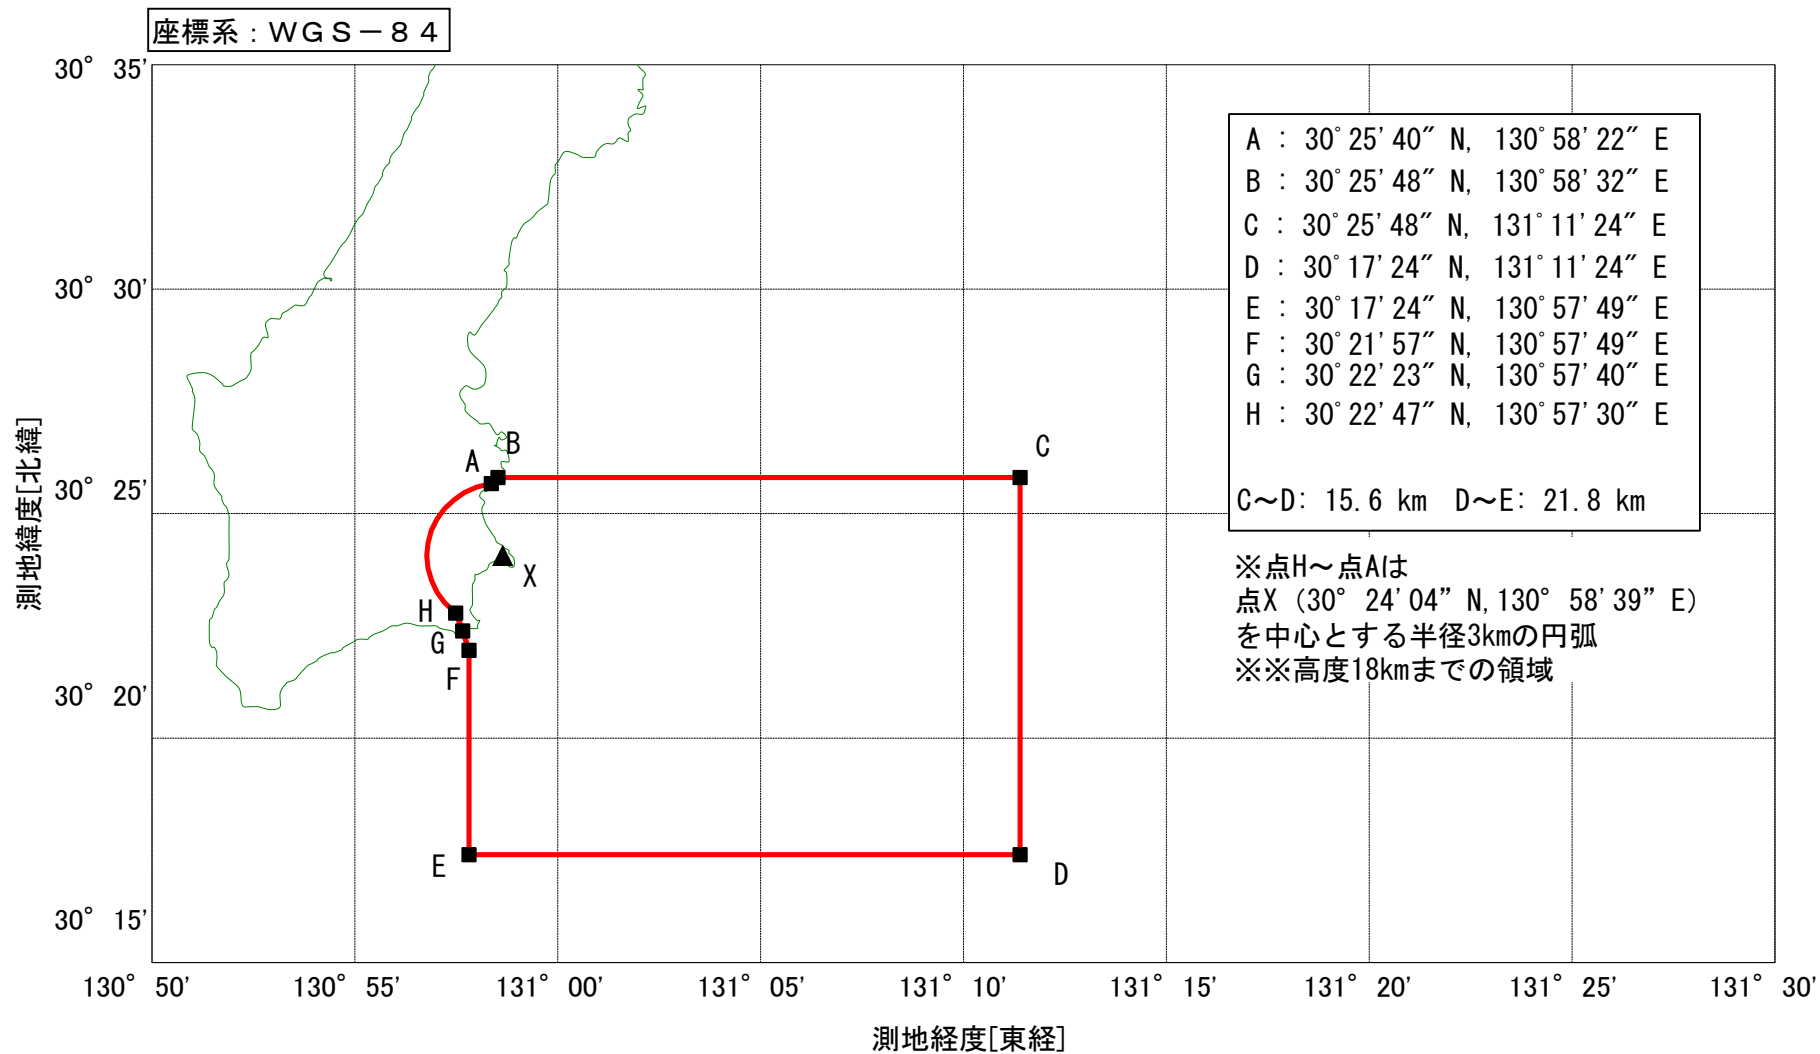 座標系：ＷＧＳ－８４
30° 35'
30° 30'
30° 25'
30° 20'
30° 15'
測地緯度[北緯]
130° 50'
130° 55'
131° 00'
131° 05'
131° 10'
131° 15'
131° 20'
131° 25'
131° 30'
測地経度[東経]
A
B
C
D
E
F
G
H
X
A : 30°25'40″ N, 130°58'22″ E
B : 30°25'48″ N, 130°58'32″ E
C : 30°25'48″ N, 131°11'24″ E
D : 30°17'24″ N, 131°11'24″ E
E : 30°17'24″ N, 130°57'49″ E
F : 30°21'57″ N, 130°57'49″ E
G : 30°22'23″ N, 130°57'40″ E
H : 30°22'47″ N, 130°57'30″ E
C～D: 15.6 km D～E: 21.8 km
※点H～点Aは
点X（30° 24'04” N,130° 58'39” E）
を中心とする半径3kmの円弧
※※高度18kmまでの領域